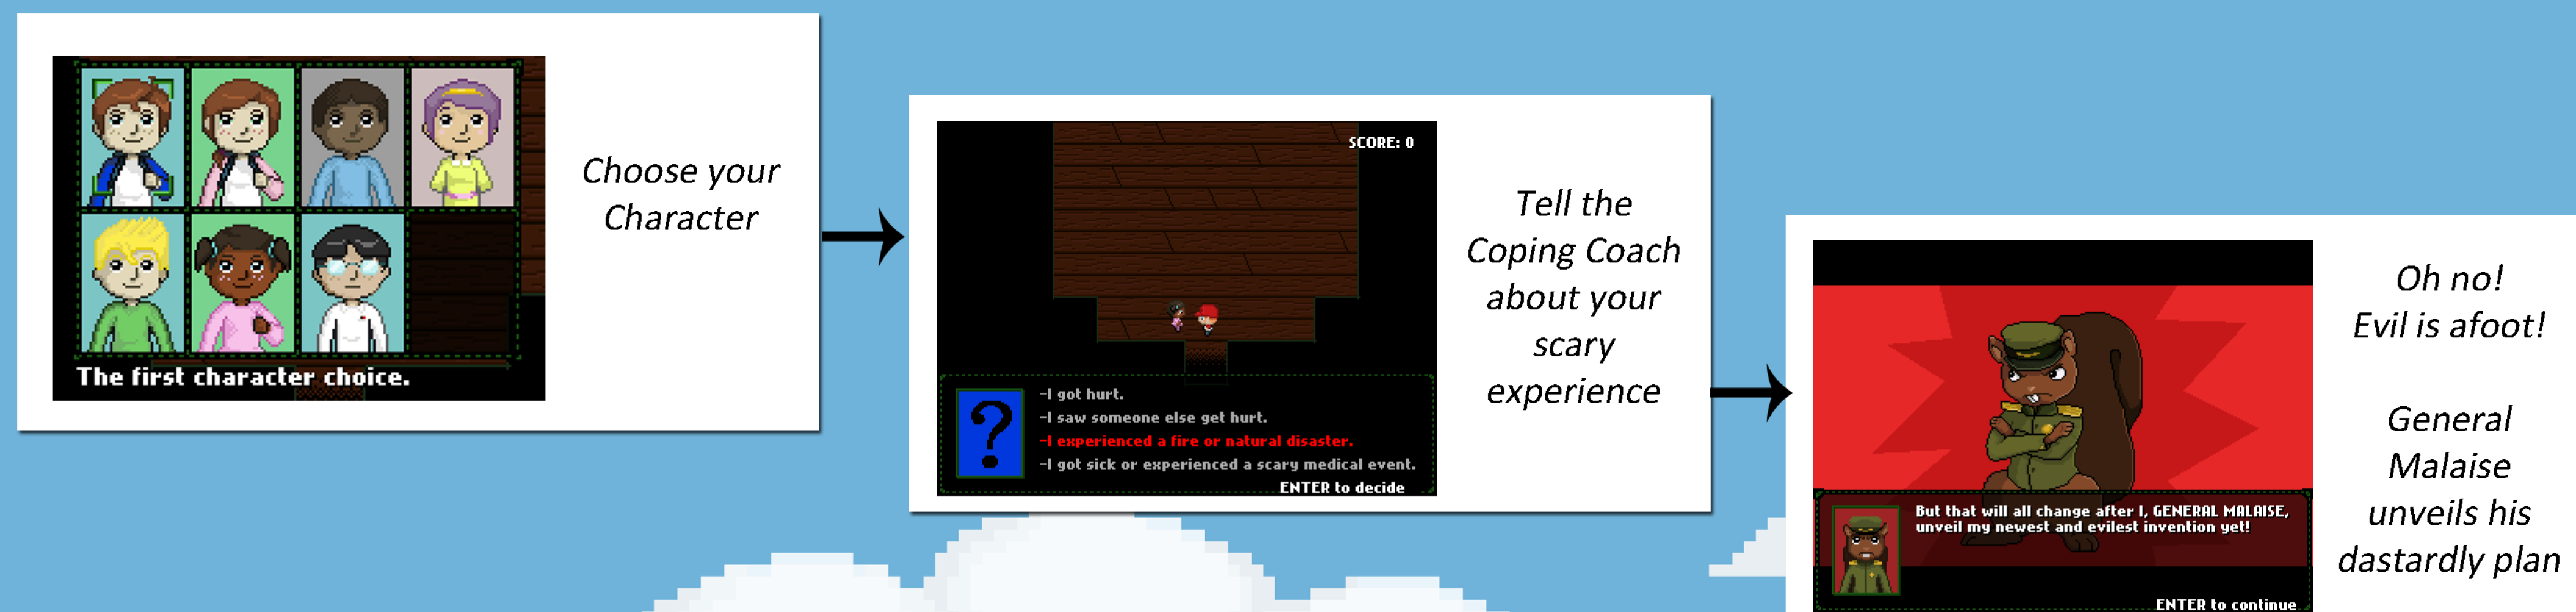 The first character choice.
Choose your
Character
SCORE: 0
?
-I got hurt.
-I saw someone else get hurt.
-I experienced a fire or natural disaster.
-I got sick or experienced a scary medical event.
ENTER to decide
Tell the
Coping Coach
about your
scary
experience
But that will all change after I, GENERAL MALAISE,
unveil my newest and evilest invention yet!
ENTER to continue
Oh no!
Evil is afoot!
General
Malaise
unveils his
dastardly plan